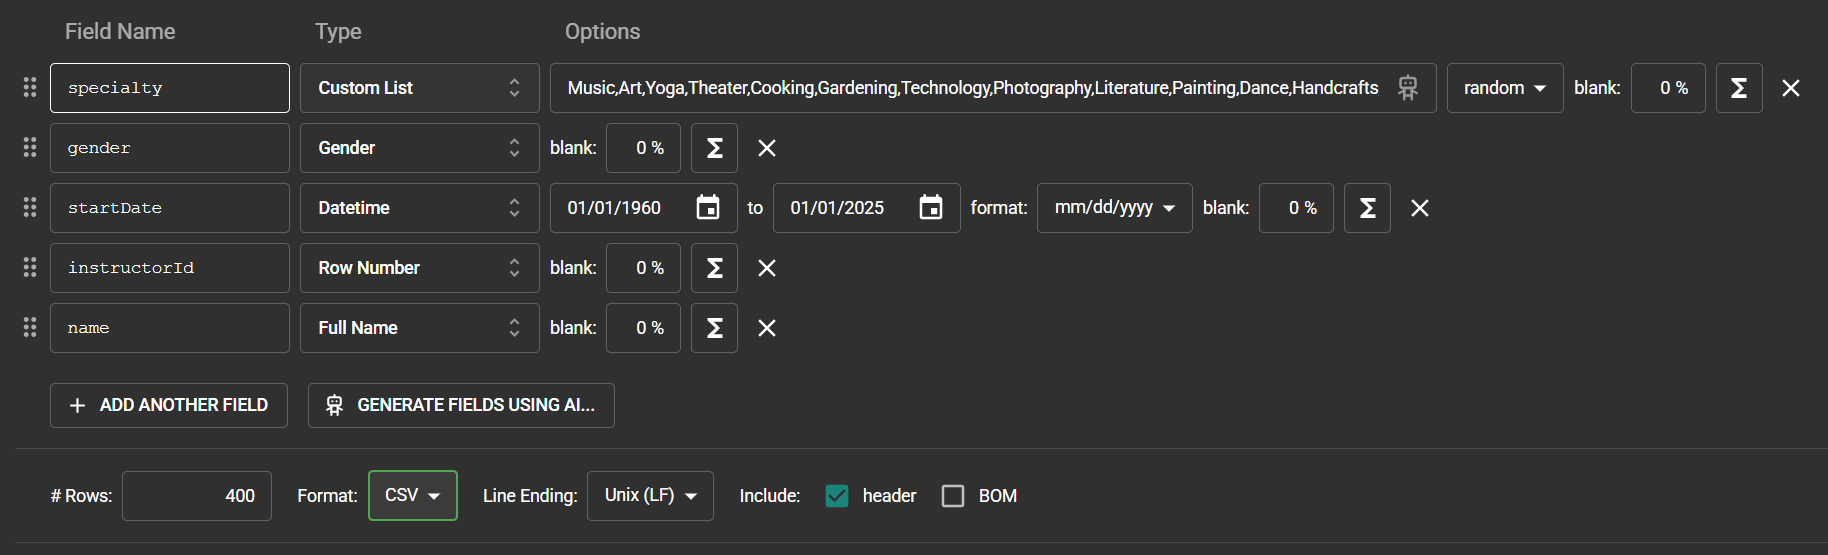 Field Name Type Options
specialty Custom List Music,Art,Yoga,Theater,Cooking,Gardening,Technology,Photography,Literature,Painting,Dance,Handcrafts random blank: 0 % Σ
gender Gender blank: 0 % Σ
startDate Datetime 01/01/1960 to 01/01/2025 format: mm/dd/yyyy blank: 0 % Σ
instructorId Row Number blank: 0 % Σ
name Full Name blank: 0 % Σ
+ ADD ANOTHER FIELD GENERATE FIELDS USING AI...
# Rows: 400 Format: CSV Line Ending: Unix (LF) Include: header BOM